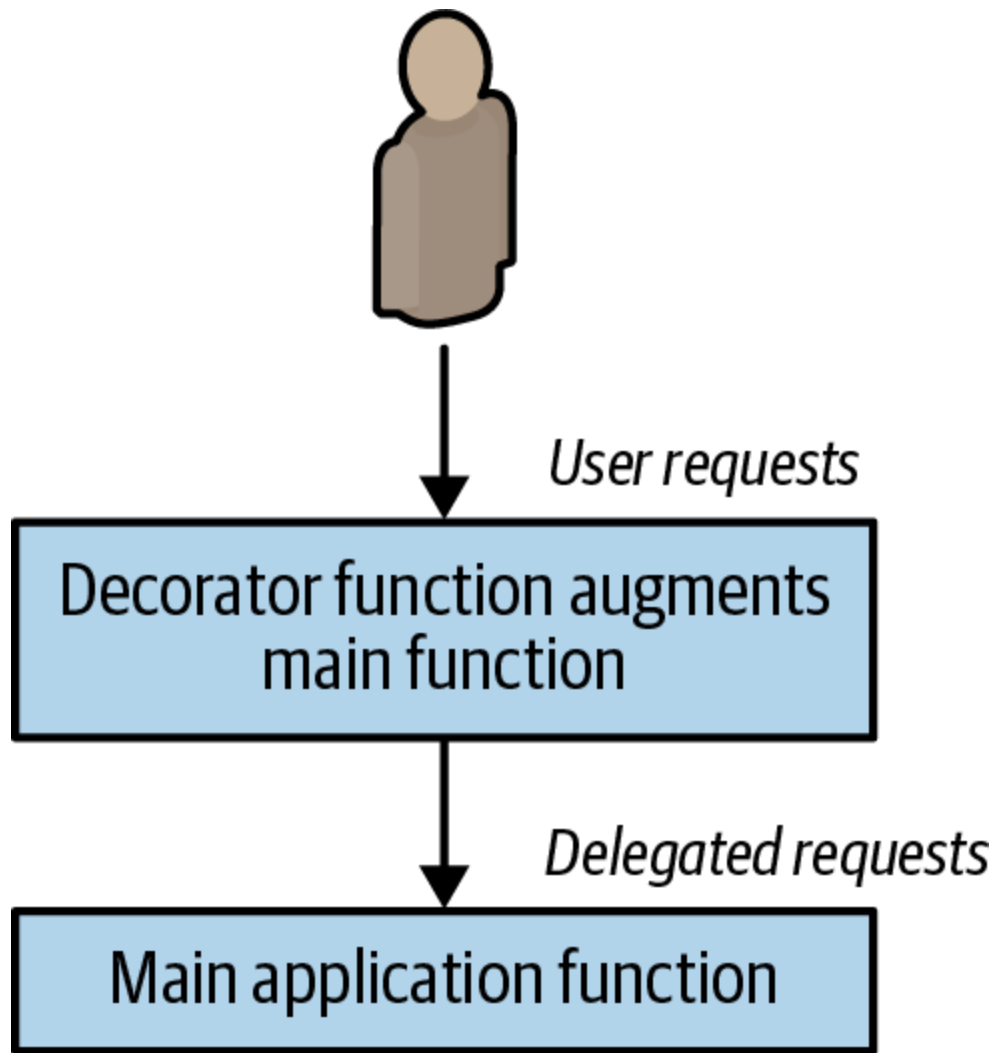 User requests
Decorator function augments
main function
Delegated requests
Main application function